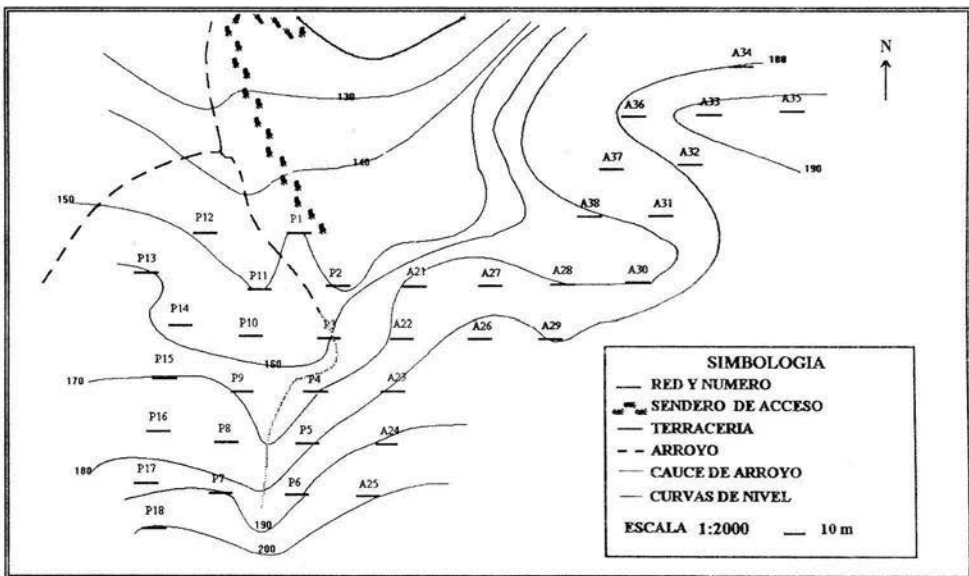 A34
180
N
A36 A33 A35
130
A37 A32
140
190
150
P12 P1 A38 A31
P13 P11 P2 A21 A27 A28 A30
P14 P10 P3 A22 A26 A29
160
P15
170 P9 P4 A23
P16 P8 P5 A24
180 P17 P7 P6 A25
P18 190
200
SIMBOLOGIA
RED Y NUMERO
SENDERO DE ACCESO
TERRACERIA
ARROYO
CAUCE DE ARROYO
CURVAS DE NIVEL
ESCALA 1:2000 10 m